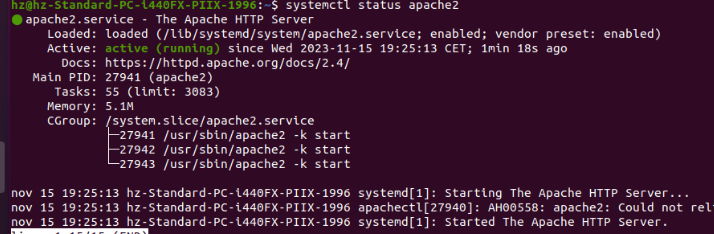 hz@hz-Standard-PC-i440FX-PIIX-1996:~$ systemctl status apache2
● apache2.service - The Apache HTTP Server
     Loaded: loaded (/lib/systemd/system/apache2.service; enabled; vendor preset: enabled)
     Active: active (running) since Wed 2023-11-15 19:25:13 CET; 1min 18s ago
       Docs: https://httpd.apache.org/docs/2.4/
   Main PID: 27941 (apache2)
      Tasks: 55 (limit: 3083)
     Memory: 5.1M
     CGroup: /system.slice/apache2.service
             ├─27941 /usr/sbin/apache2 -k start
             ├─27942 /usr/sbin/apache2 -k start
             └─27943 /usr/sbin/apache2 -k start
nov 15 19:25:13 hz-Standard-PC-i440FX-PIIX-1996 systemd[1]: Starting The Apache HTTP Server...
nov 15 19:25:13 hz-Standard-PC-i440FX-PIIX-1996 apachectl[27940]: AH00558: apache2: Could not reli
nov 15 19:25:13 hz-Standard-PC-i440FX-PIIX-1996 systemd[1]: Started The Apache HTTP Server.
lines 1-15/15 (END)